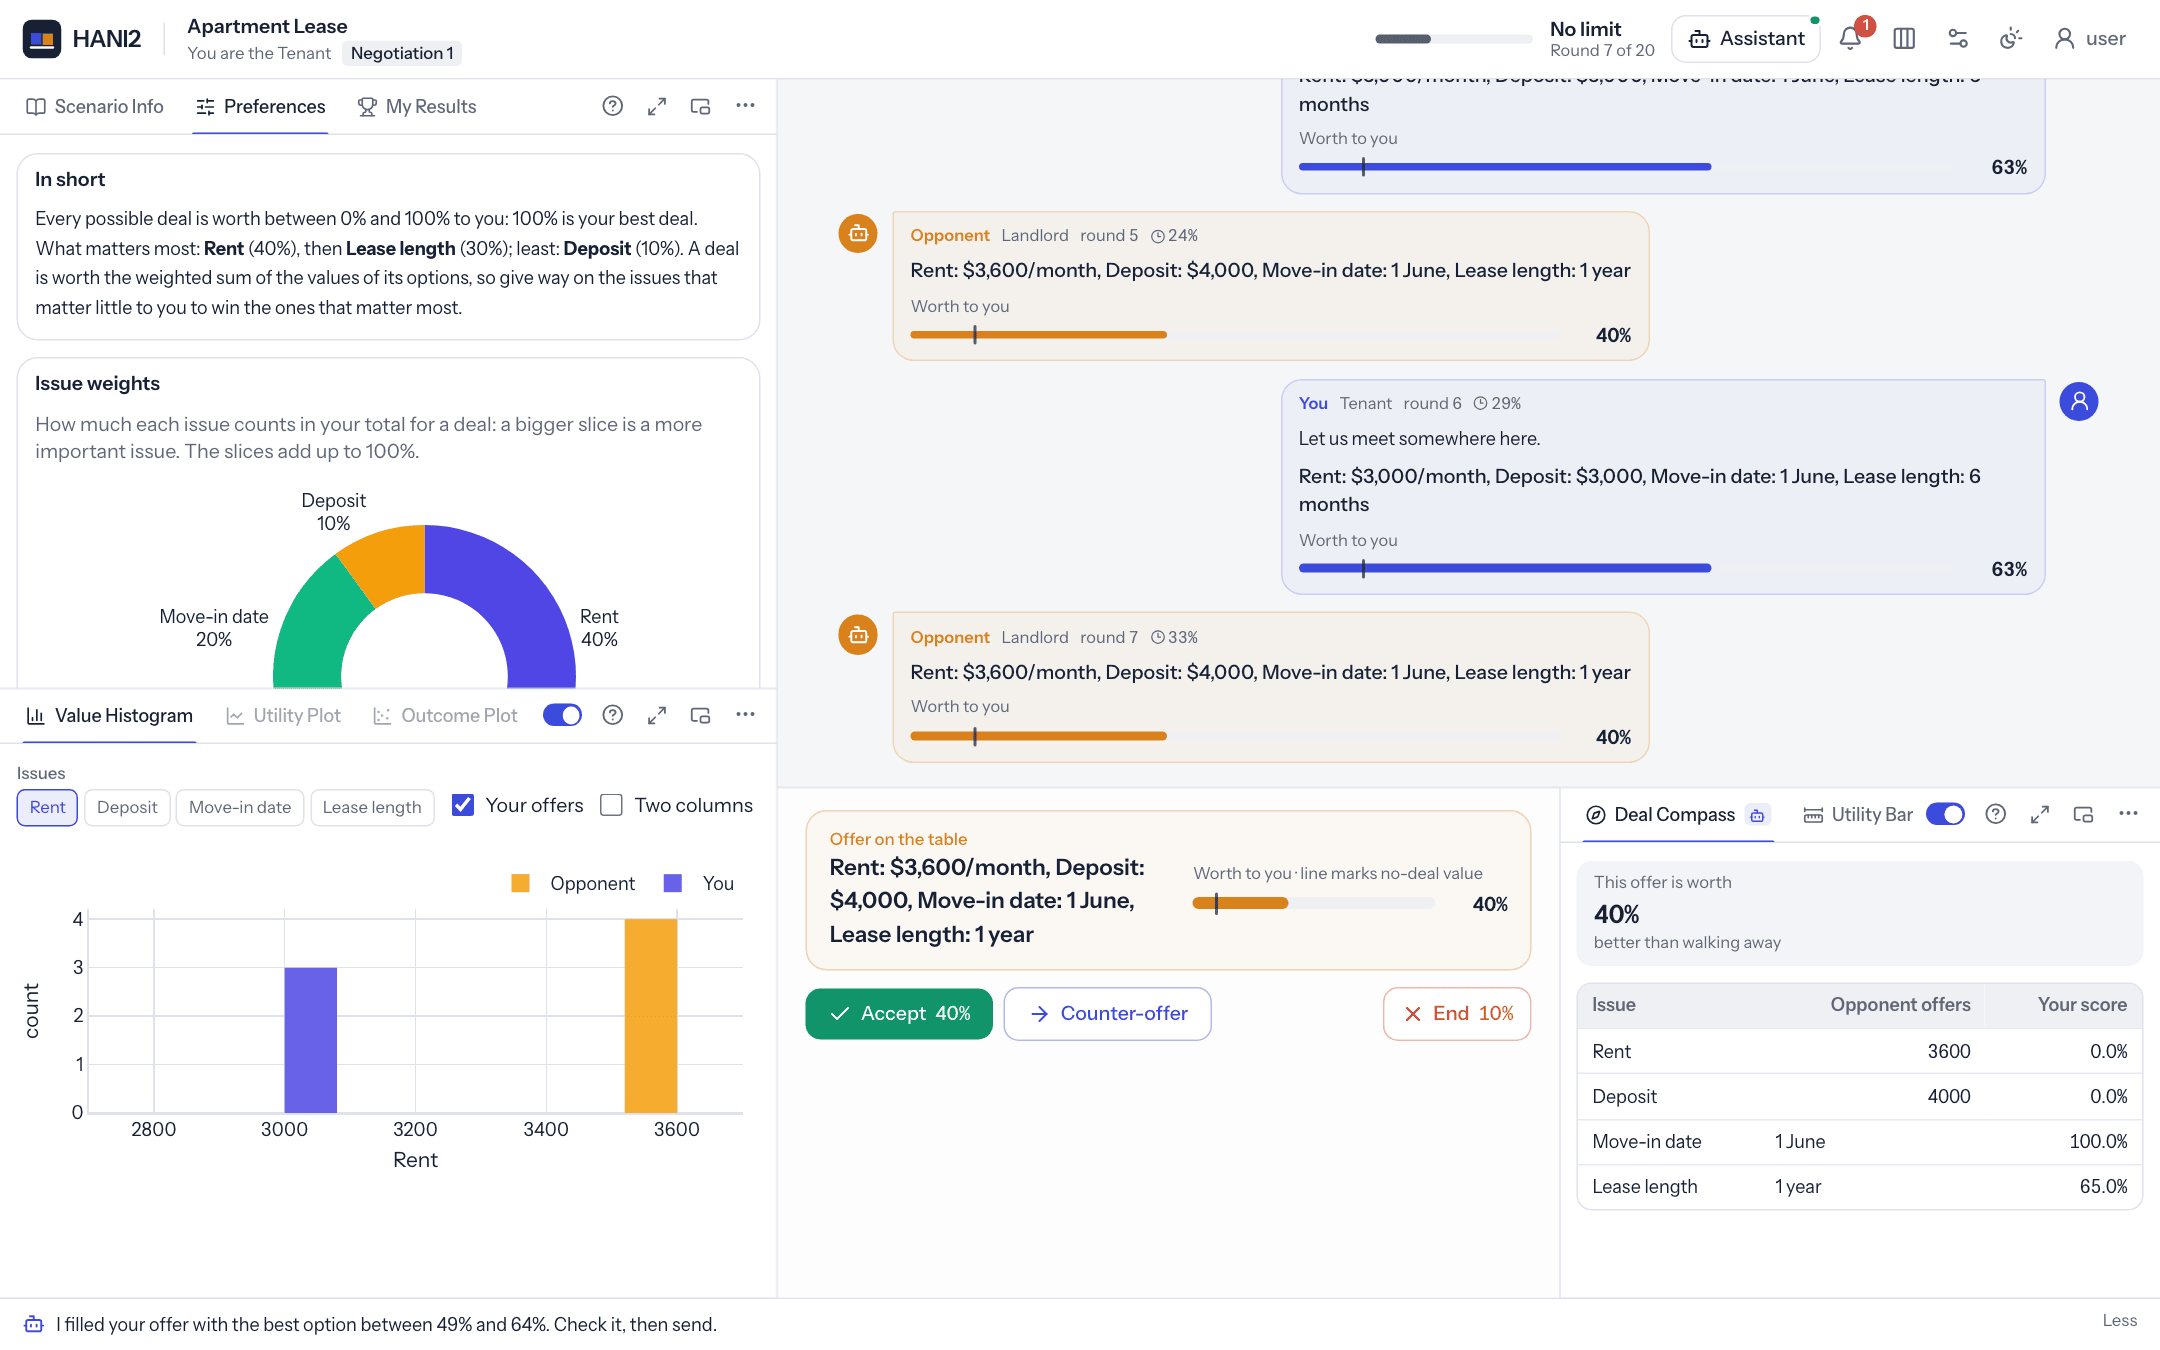 HANI2
Apartment Lease
You are the Tenant Negotiation 1
No limit
Round 7 of 20
Assistant
1
user
Scenario Info
Preferences
My Results
In short
Every possible deal is worth between 0% and 100% to you: 100% is your best deal.
What matters most: Rent (40%), then Lease length (30%); least: Deposit (10%). A deal
is worth the weighted sum of the values of its options, so give way on the issues that
matter little to you to win the ones that matter most.
Issue weights
How much each issue counts in your total for a deal: a bigger slice is a more
important issue. The slices add up to 100%.
Deposit
10%
Move-in date
20%
Rent
40%
Value Histogram
Utility Plot
Outcome Plot
Issues
Rent
Deposit
Move-in date
Lease length
Your offers
Two columns
Opponent
You
4
3
2
1
0
count
2800
3000
3200
3400
3600
Rent
months
Worth to you
63%
Opponent Landlord round 5 24%
Rent: $3,600/month, Deposit: $4,000, Move-in date: 1 June, Lease length: 1 year
Worth to you
40%
You Tenant round 6 29%
Let us meet somewhere here.
Rent: $3,000/month, Deposit: $3,000, Move-in date: 1 June, Lease length: 6
months
Worth to you
63%
Opponent Landlord round 7 33%
Rent: $3,600/month, Deposit: $4,000, Move-in date: 1 June, Lease length: 1 year
Worth to you
40%
Offer on the table
Rent: $3,600/month, Deposit:
$4,000, Move-in date: 1 June,
Lease length: 1 year
Worth to you · line marks no-deal value
40%
Accept 40%
Counter-offer
End 10%
Deal Compass
Utility Bar
This offer is worth
40%
better than walking away
Issue Opponent offers Your score
Rent 3600 0.0%
Deposit 4000 0.0%
Move-in date 1 June 100.0%
Lease length 1 year 65.0%
I filled your offer with the best option between 49% and 64%. Check it, then send.
Less